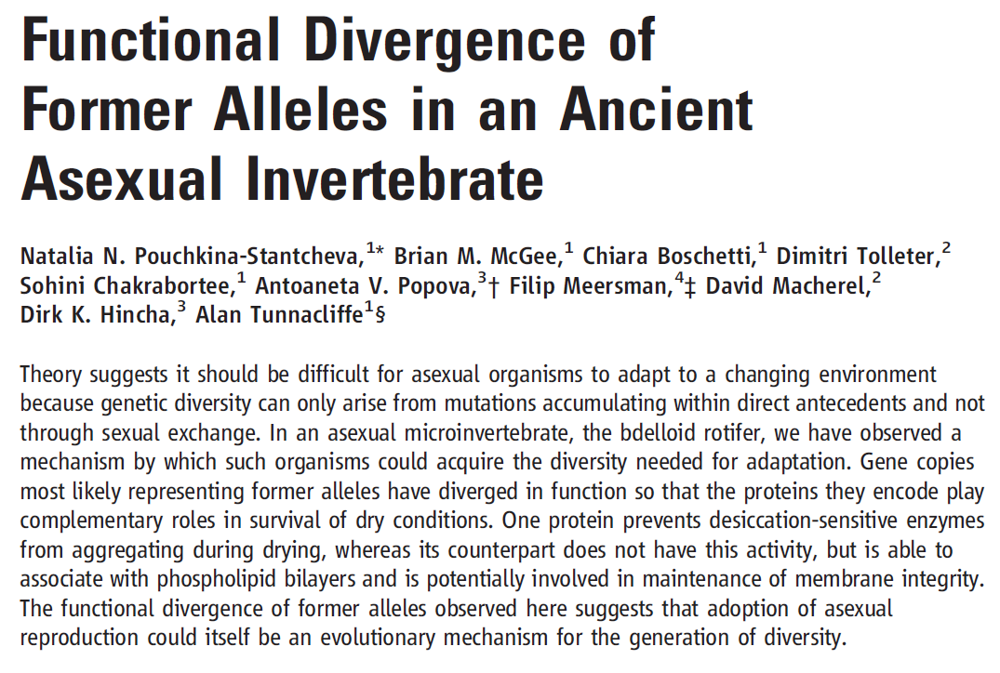 Functional Divergence of
Former Alleles in an Ancient
Asexual Invertebrate
Natalia N. Pouchkina-Stantcheva,1* Brian M. McGee,1 Chiara Boschetti,1 Dimitri Tolleter,2
Sohini Chakrabortee,1 Antoaneta V. Popova,3† Filip Meersman,4‡ David Macherel,2
Dirk K. Hincha,3 Alan Tunnacliffe1§
Theory suggests it should be difficult for asexual organisms to adapt to a changing environment
because genetic diversity can only arise from mutations accumulating within direct antecedents and not
through sexual exchange. In an asexual microinvertebrate, the bdelloid rotifer, we have observed a
mechanism by which such organisms could acquire the diversity needed for adaptation. Gene copies
most likely representing former alleles have diverged in function so that the proteins they encode play
complementary roles in survival of dry conditions. One protein prevents desiccation-sensitive enzymes
from aggregating during drying, whereas its counterpart does not have this activity, but is able to
associate with phospholipid bilayers and is potentially involved in maintenance of membrane integrity.
The functional divergence of former alleles observed here suggests that adoption of asexual
reproduction could itself be an evolutionary mechanism for the generation of diversity.